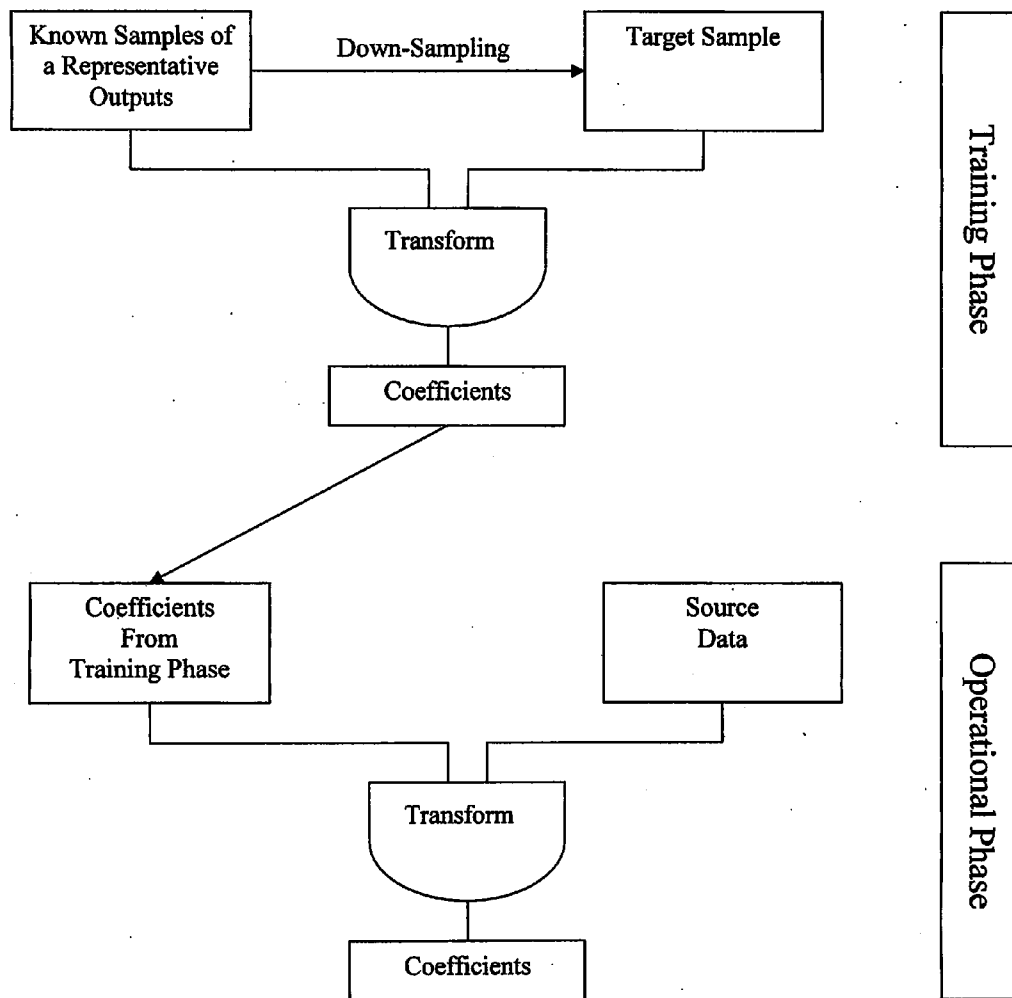 Known Samples of
a Representative
Outputs
Down-Sampling
Target Sample
Transform
Coefficients
Training Phase
Coefficients
From
Training Phase
Source
Data
Transform
Coefficients
Operational Phase